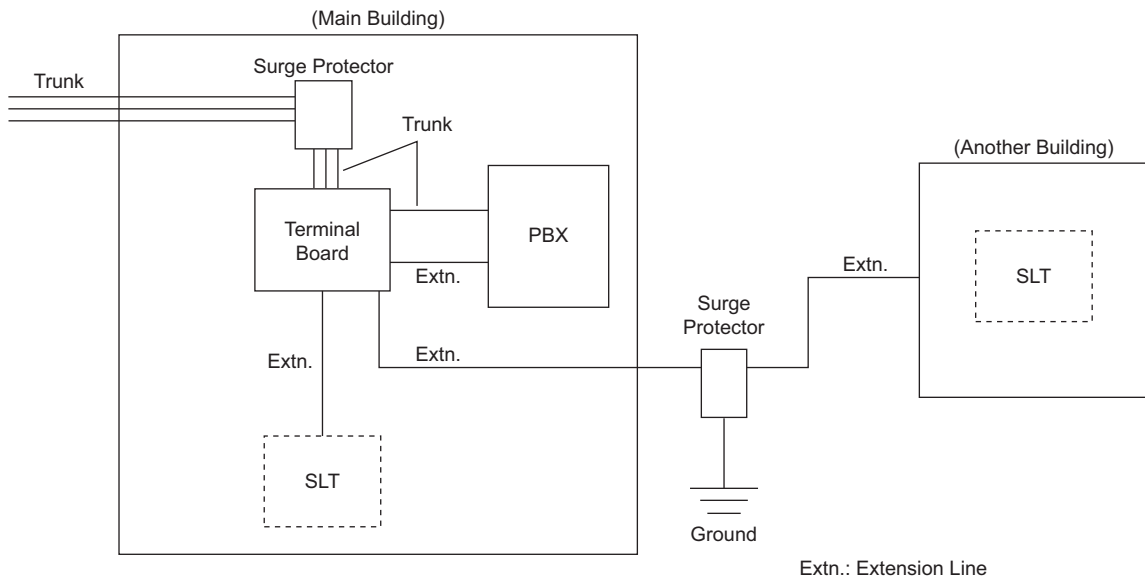 (Main Building)
Surge Protector
Trunk
Trunk
(Another Building)
Terminal
Board
PBX
SLT
Extn.
Extn.
Surge
Protector
Extn.
Extn.
SLT
Ground
Extn.: Extension Line